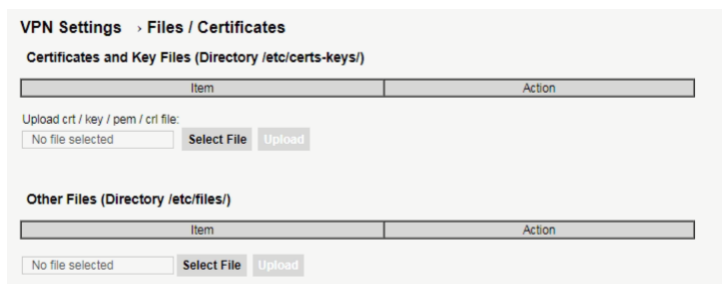 VPN Settings › Files / Certificates
Certificates and Key Files (Directory /etc/certs-keys/)
Item Action
Upload crt / key / pem / crl file:
No file selected Select File Upload
Other Files (Directory /etc/files/)
Item Action
No file selected Select File Upload